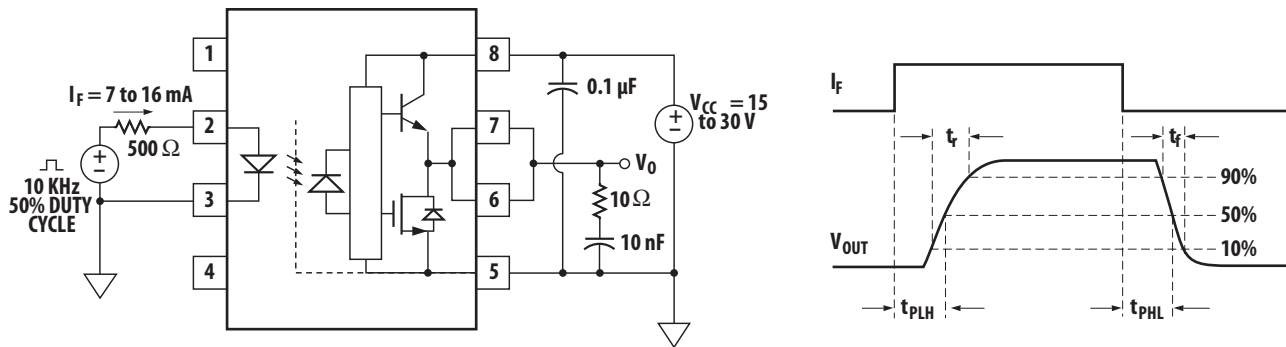 1
8
I_F = 7 to 16 mA
2
500 Ω
+
−
10 KHz
50% DUTY
CYCLE
3
4
7
6
5
0.1 µF
+
−
V_CC = 15
to 30 V
V_O
10 Ω
10 nF
I_F
t_r
t_f
90%
50%
10%
V_OUT
t_PLH
t_PHL